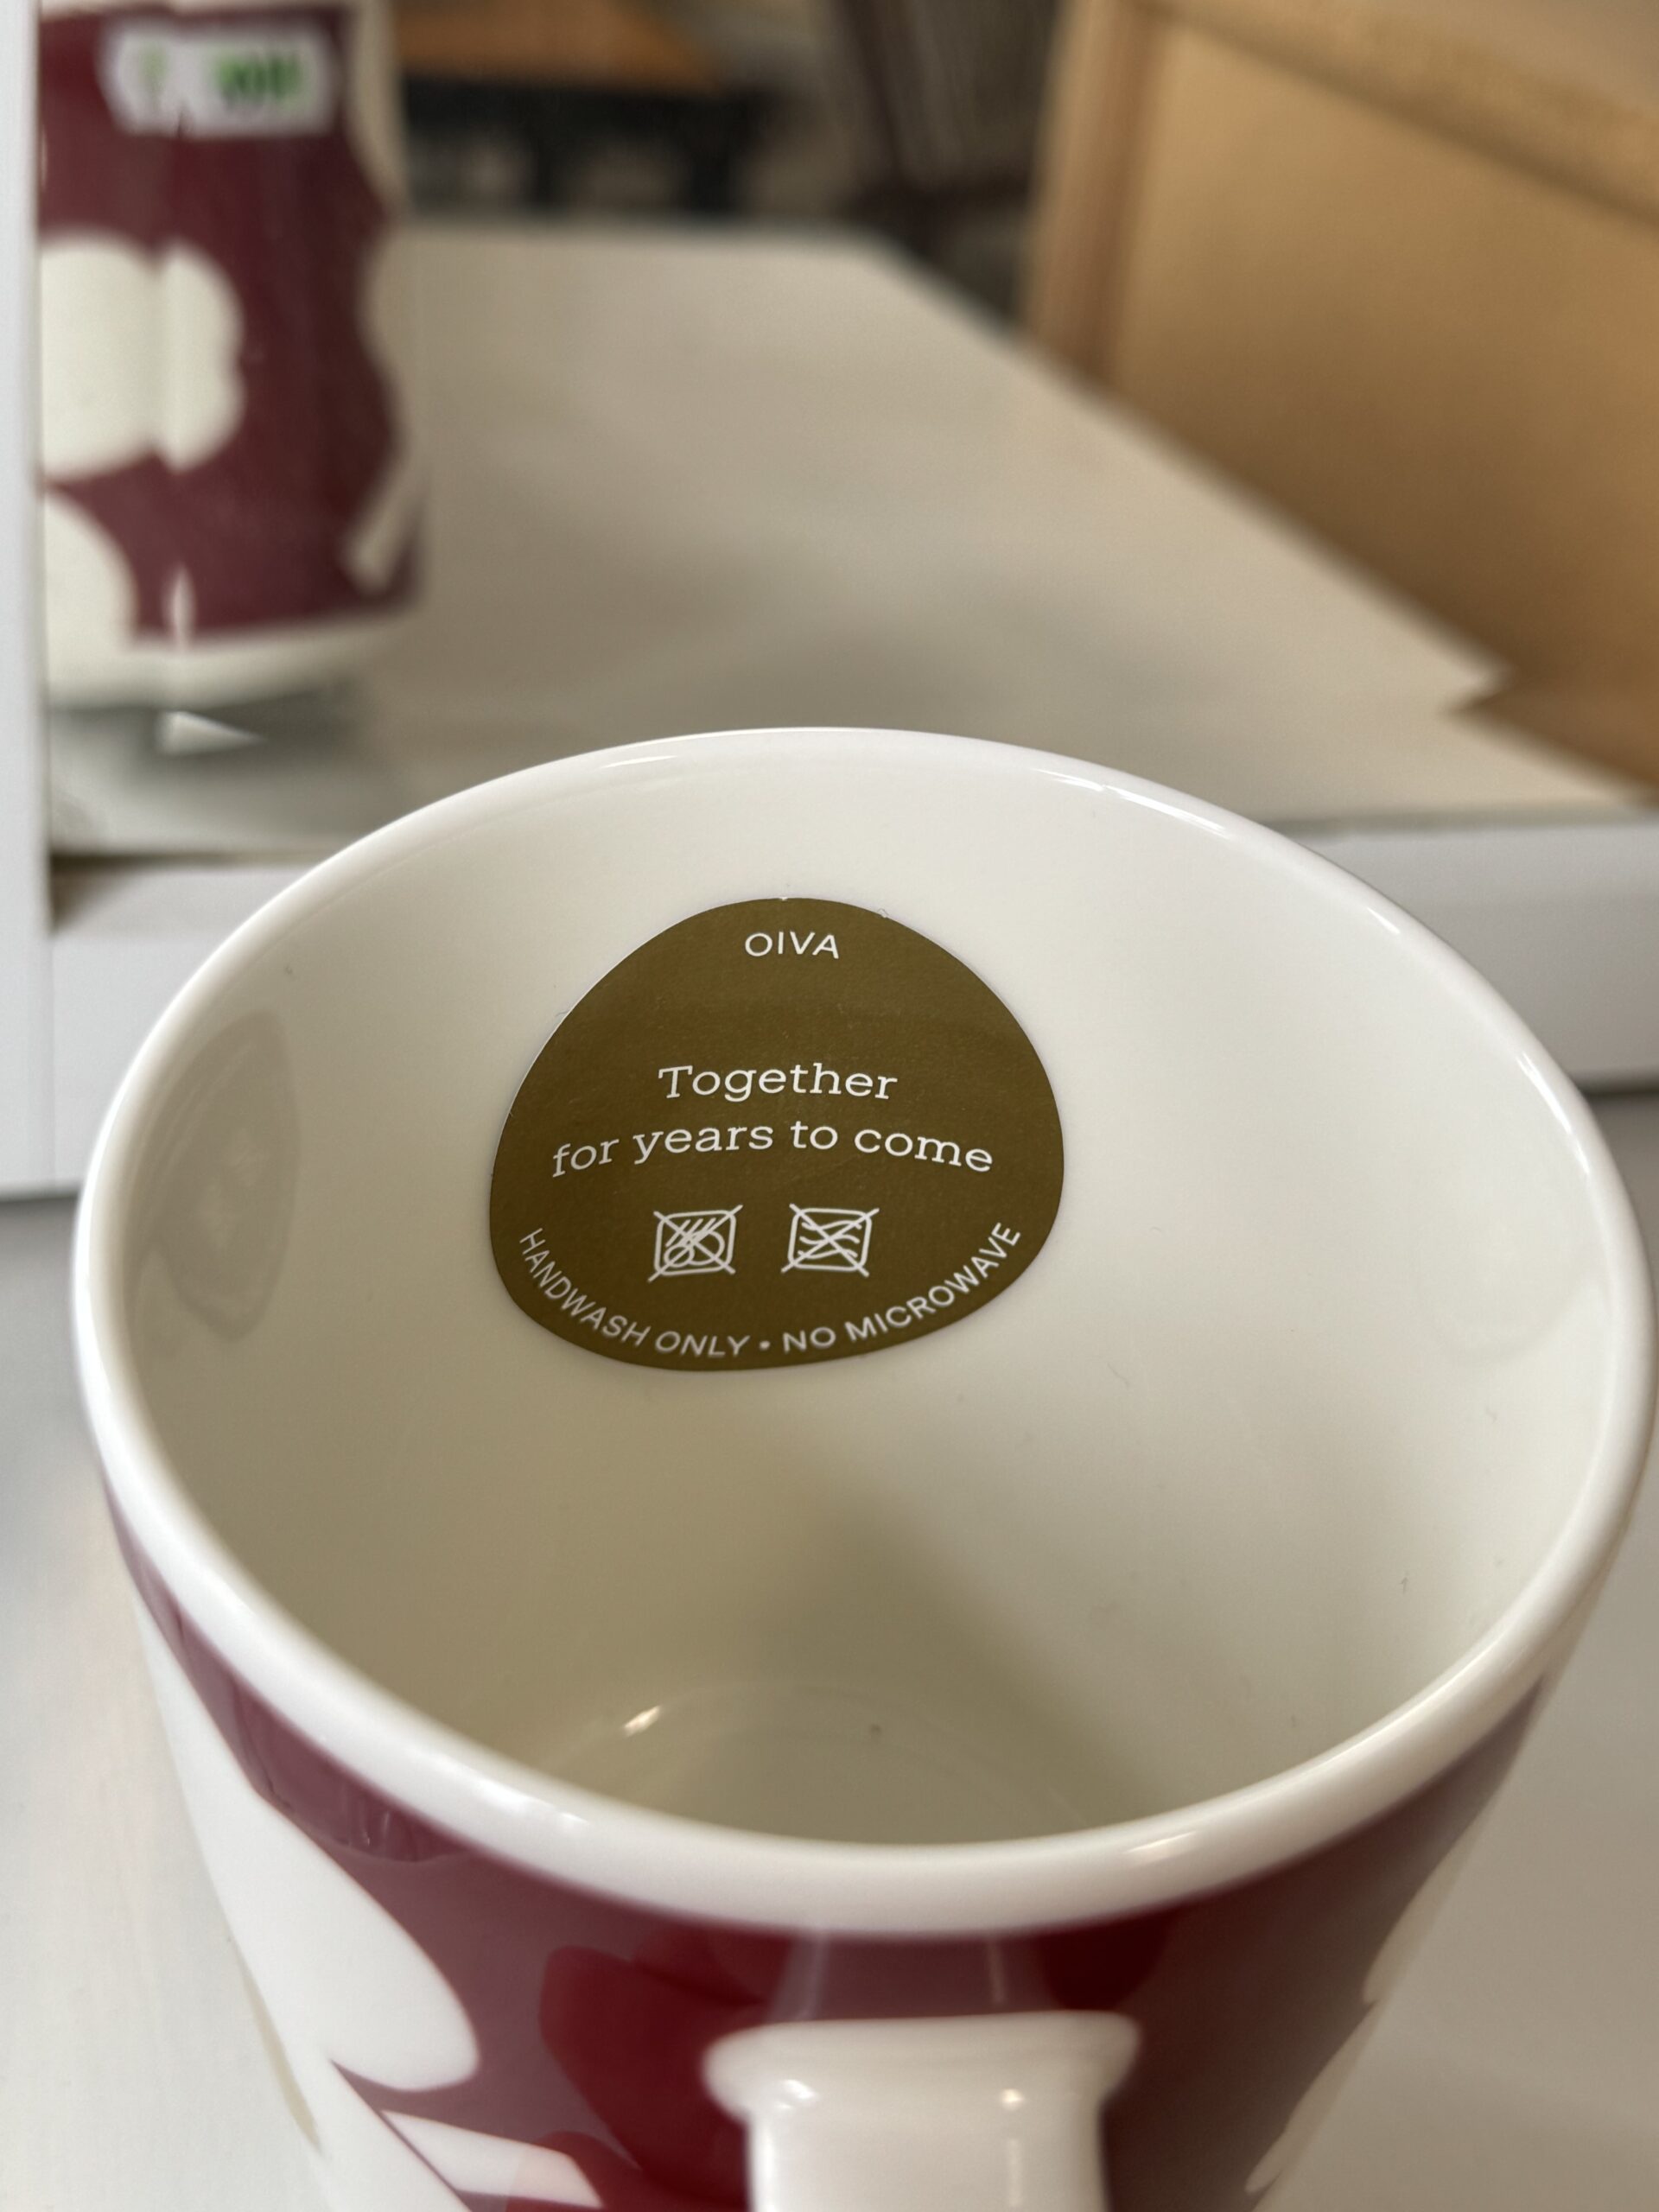 OIVA
Together
for years to come
HANDWASH ONLY • NO MICROWAVE